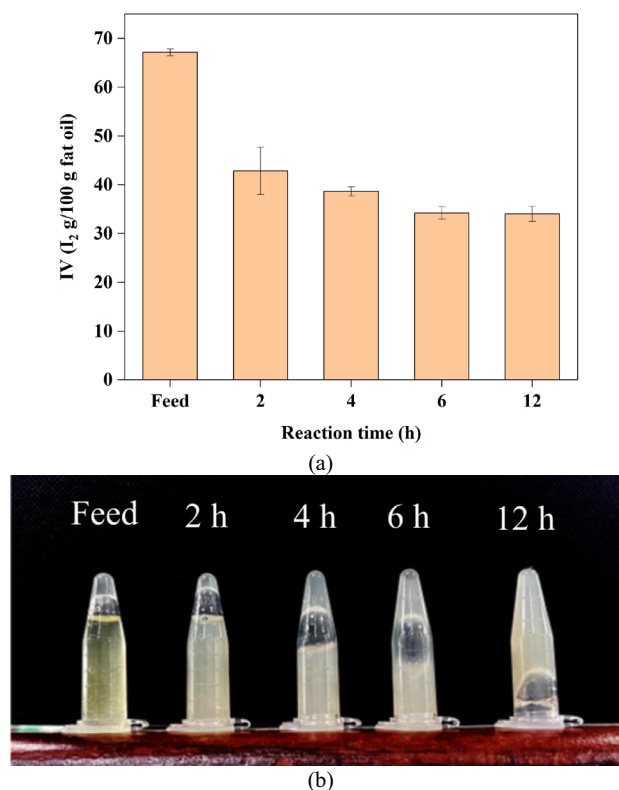 70
60
50
40
30
20
10
0
IV (I₂ g/100 g fat oil)
Feed 2 4 6 12
Reaction time (h)
(a)
Feed 2 h 4 h 6 h 12 h
(b)